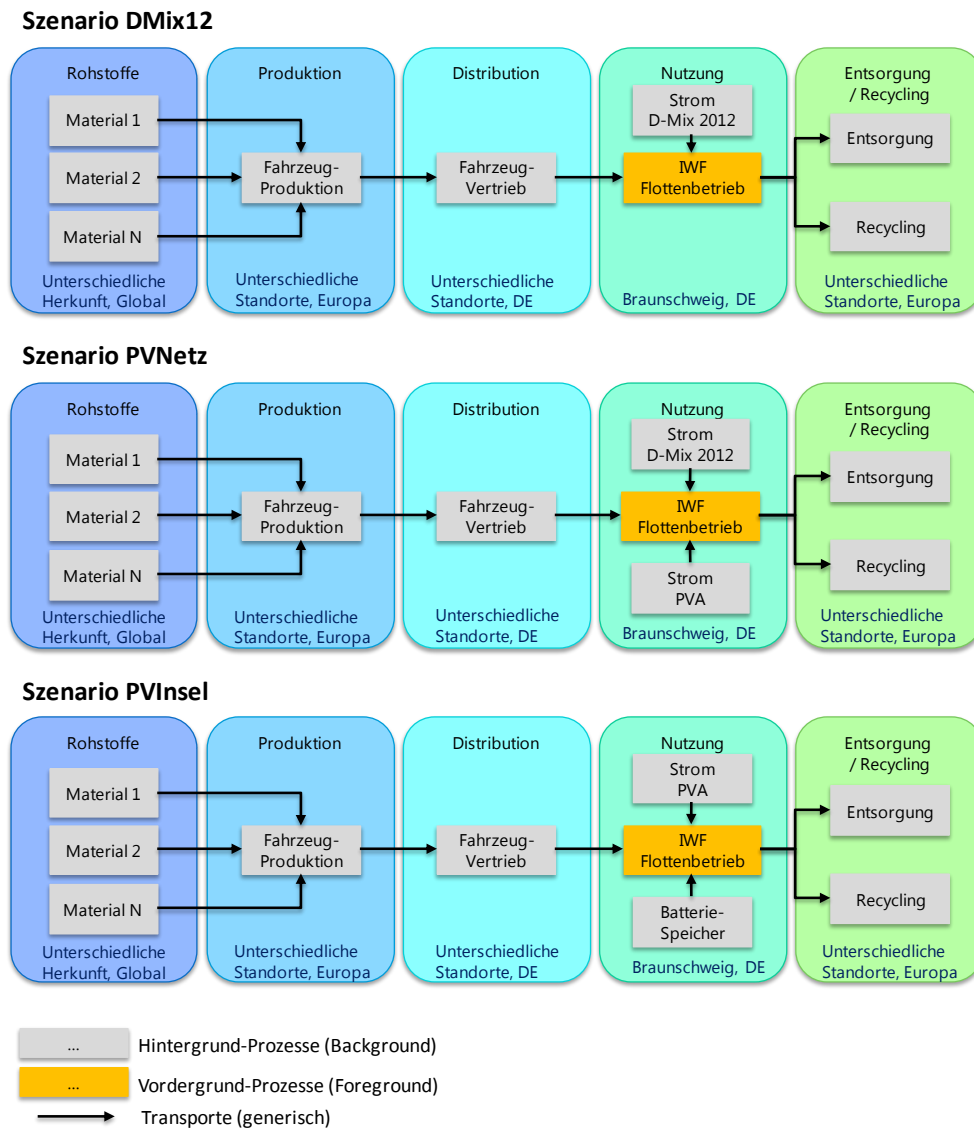 Szenario DMix12
Rohstoffe
Material 1
Material 2
Material N
Unterschiedliche
Herkunft, Global
Produktion
Fahrzeug-
Produktion
Unterschiedliche
Standorte, Europa
Distribution
Fahrzeug-
Vertrieb
Unterschiedliche
Standorte, DE
Nutzung
Strom
D-Mix 2012
IWF
Flottenbetrieb
Braunschweig, DE
Entsorgung
/ Recycling
Entsorgung
Recycling
Unterschiedliche
Standorte, Europa
Szenario PVNetz
Rohstoffe
Material 1
Material 2
Material N
Unterschiedliche
Herkunft, Global
Produktion
Fahrzeug-
Produktion
Unterschiedliche
Standorte, Europa
Distribution
Fahrzeug-
Vertrieb
Unterschiedliche
Standorte, DE
Nutzung
Strom
D-Mix 2012
IWF
Flottenbetrieb
Strom
PVA
Braunschweig, DE
Entsorgung
/ Recycling
Entsorgung
Recycling
Unterschiedliche
Standorte, Europa
Szenario PVInsel
Rohstoffe
Material 1
Material 2
Material N
Unterschiedliche
Herkunft, Global
Produktion
Fahrzeug-
Produktion
Unterschiedliche
Standorte, Europa
Distribution
Fahrzeug-
Vertrieb
Unterschiedliche
Standorte, DE
Nutzung
Strom
PVA
IWF
Flottenbetrieb
Batterie-
Speicher
Braunschweig, DE
Entsorgung
/ Recycling
Entsorgung
Recycling
Unterschiedliche
Standorte, Europa
... Hintergrund-Prozesse (Background)
... Vordergrund-Prozesse (Foreground)
Transporte (generisch)